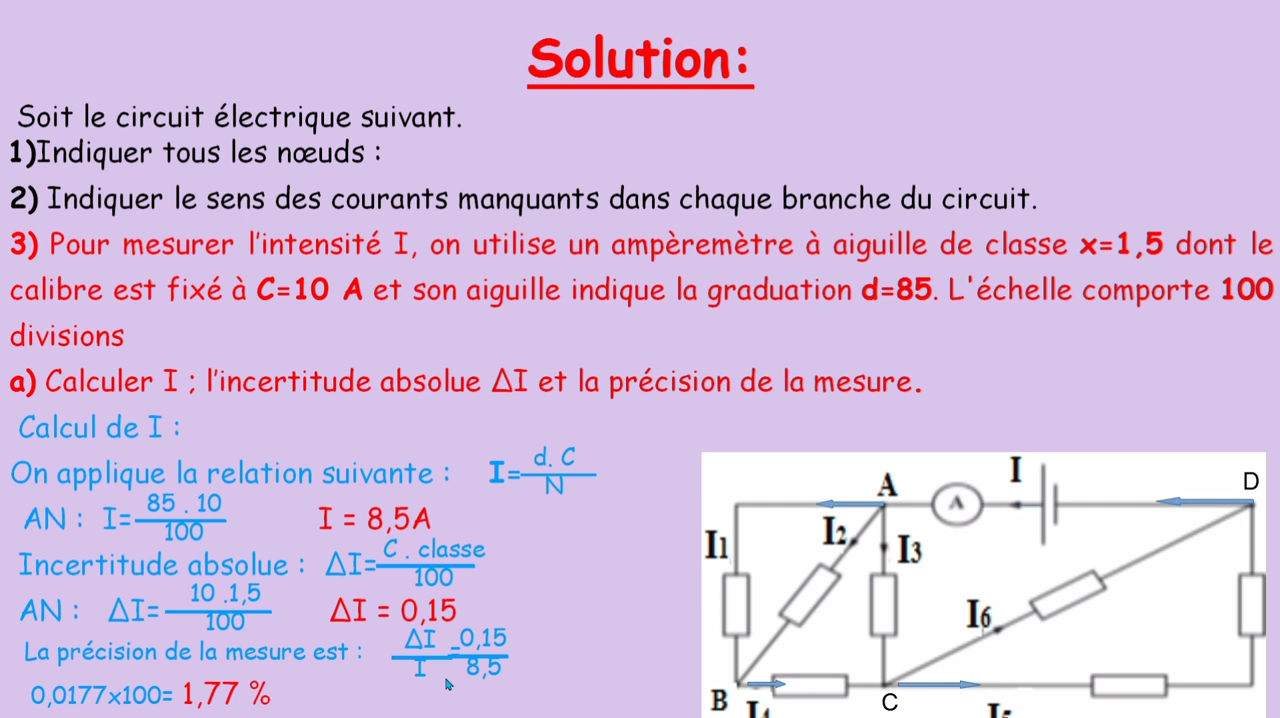 Solution:
Soit le circuit électrique suivant.
1)Indiquer tous les nœuds :
2) Indiquer le sens des courants manquants dans chaque branche du circuit.
3) Pour mesurer l'intensité I, on utilise un ampèremètre à aiguille de classe x=1,5 dont le
calibre est fixé à C=10 A et son aiguille indique la graduation d=85. L'échelle comporte 100
divisions
a) Calculer I ; l'incertitude absolue ΔI et la précision de la mesure.
Calcul de I :
On applique la relation suivante : I= d. C / N
AN : I= 85 . 10 / 100 I = 8,5A
Incertitude absolue : ΔI= C . classe / 100
AN : ΔI= 10 .1,5 / 100 ΔI = 0,15
La précision de la mesure est : ΔI / I = 0,15 / 8,5
0,0177x100= 1,77 %
I
A
A
D
I1
I2
I3
I6
B
I4
C
I5